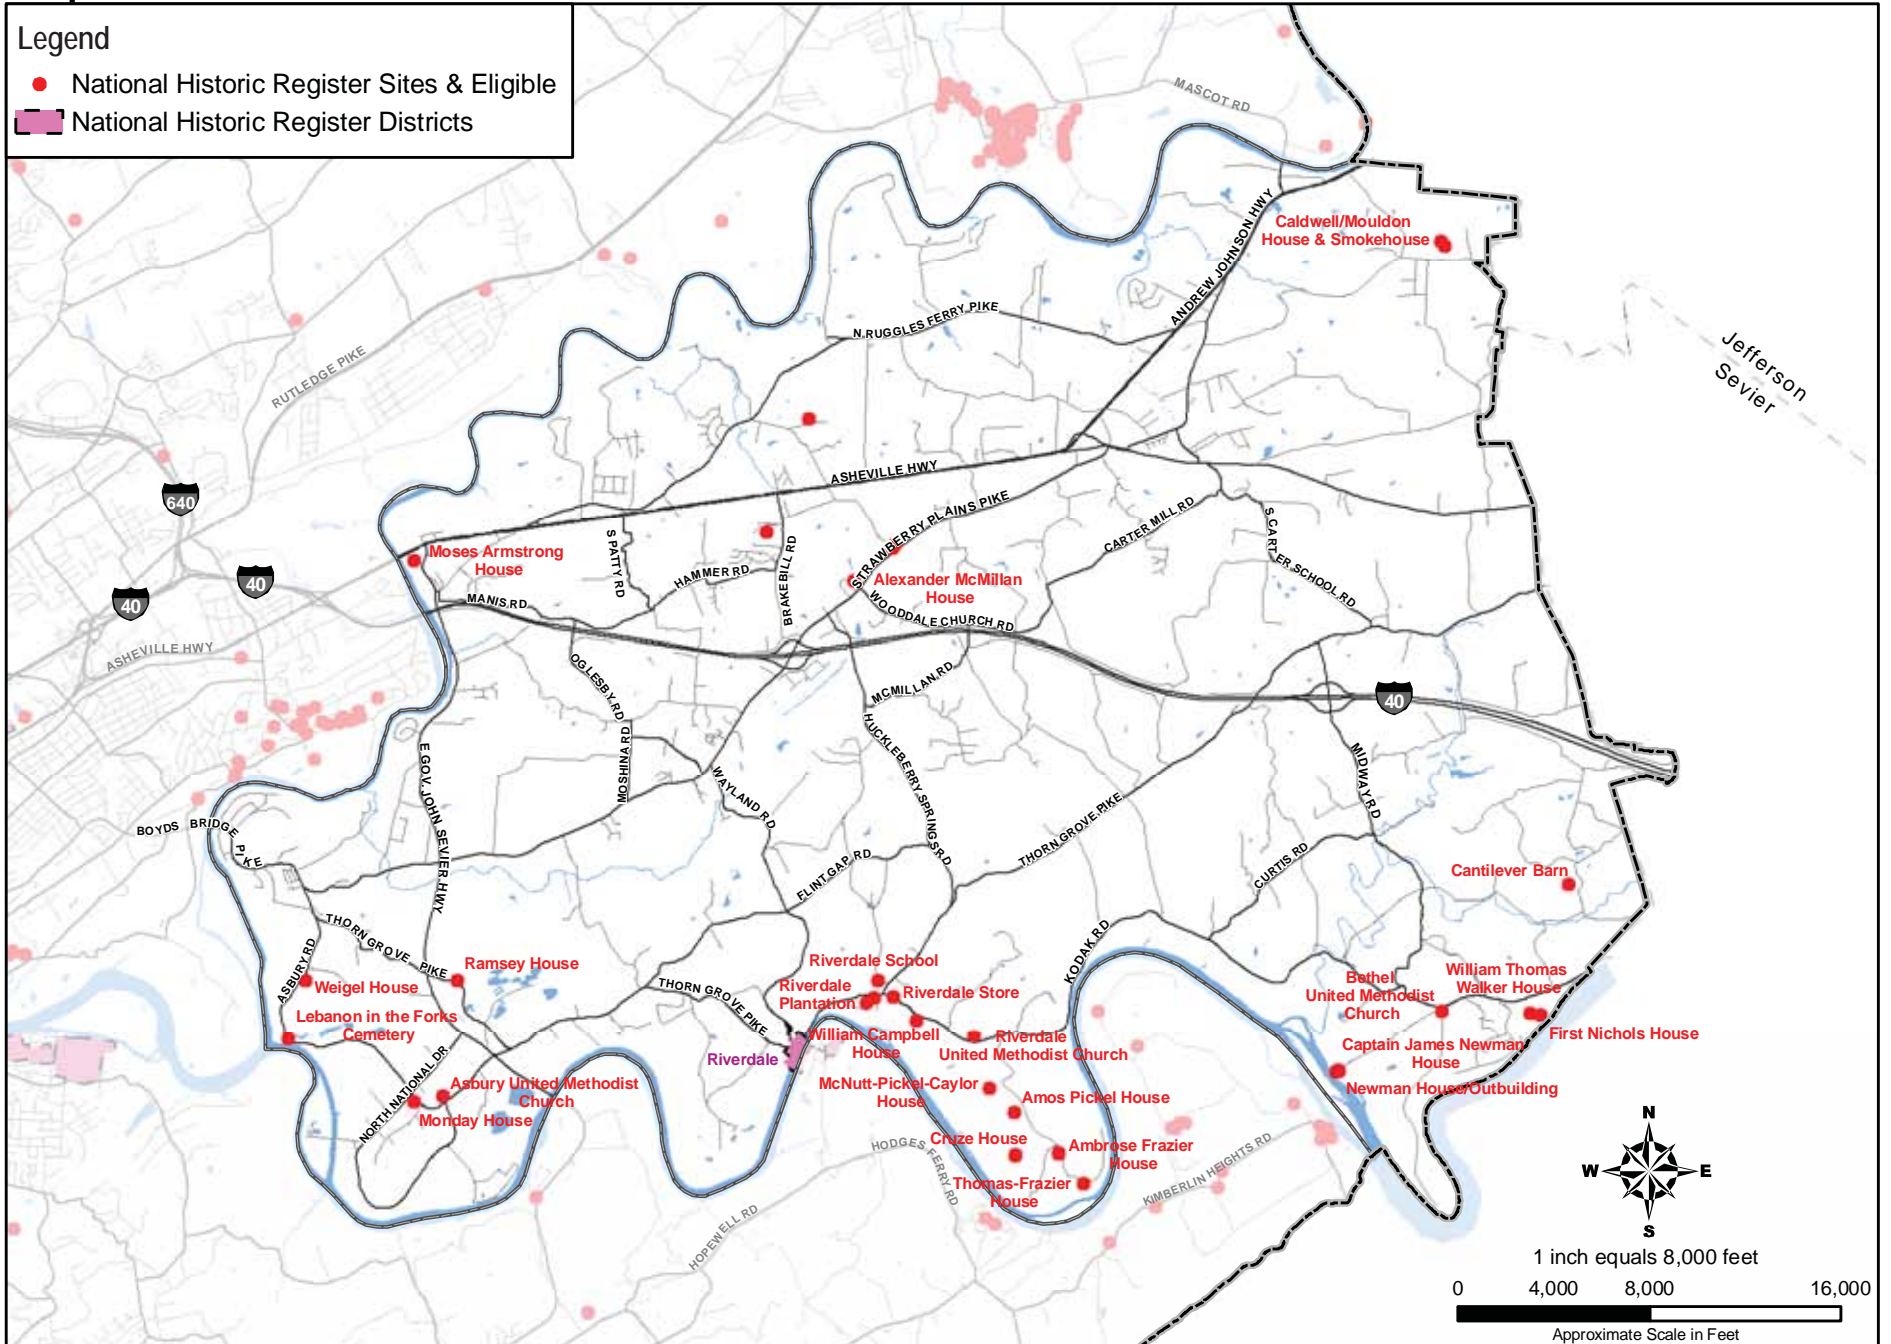 Legend
National Historic Register Sites & Eligible
National Historic Register Districts
MASCOT RD
ANDREW JOHNSON HWY
Caldwell/Mouldon
House & Smokehouse
N RUGGLES FERRY PIKE
RUTLEDGE PIKE
Jefferson
Sevier
ASHEVILLE HWY
640
STRAWBERRY PLAINS PIKE
CARTER MILL RD
S CARTER SCHOOL RD
Moses Armstrong
House
S PATTY RD
HAMMER RD
BRAKEBILL RD
Alexander McMillan
House
40
40
MANIS RD
WOODDALE CHURCH RD
ASHEVILLE HWY
OGLESBY RD
MCMILLAN RD
40
MOSHINA RD
HUCKLEBERRY SPRINGS RD
E GOV. JOHN SEVIER HWY
WAYLAND RD
MIDWAY RD
THORN GROVE PIKE
BOYDS BRIDGE PIKE
FLINT GAP RD
CURTIS RD
Cantilever Barn
THORN GROVE PIKE
ASBURY RD
KODAK RD
Ramsey House
Weigel House
Riverdale School
Riverdale
Plantation
Riverdale Store
THORN GROVE PIKE
Bethel
United Methodist
Church
William Thomas
Walker House
First Nichols House
Lebanon in the Forks
Cemetery
William Campbell
House
Riverdale
United Methodist Church
Riverdale
Captain James Newman
House
Newman House/Outbuilding
NORTH NATIONAL DR
Asbury United Methodist
Church
Monday House
McNutt-Pickel-Caylor
House
Amos Pickel House
Cruze House
Ambrose Frazier
House
Thomas-Frazier
House
HODGES FERRY RD
KIMBERLIN HEIGHTS RD
HOPEWELL RD
N
W
E
S
1 inch equals 8,000 feet
0 4,000 8,000 16,000
Approximate Scale in Feet